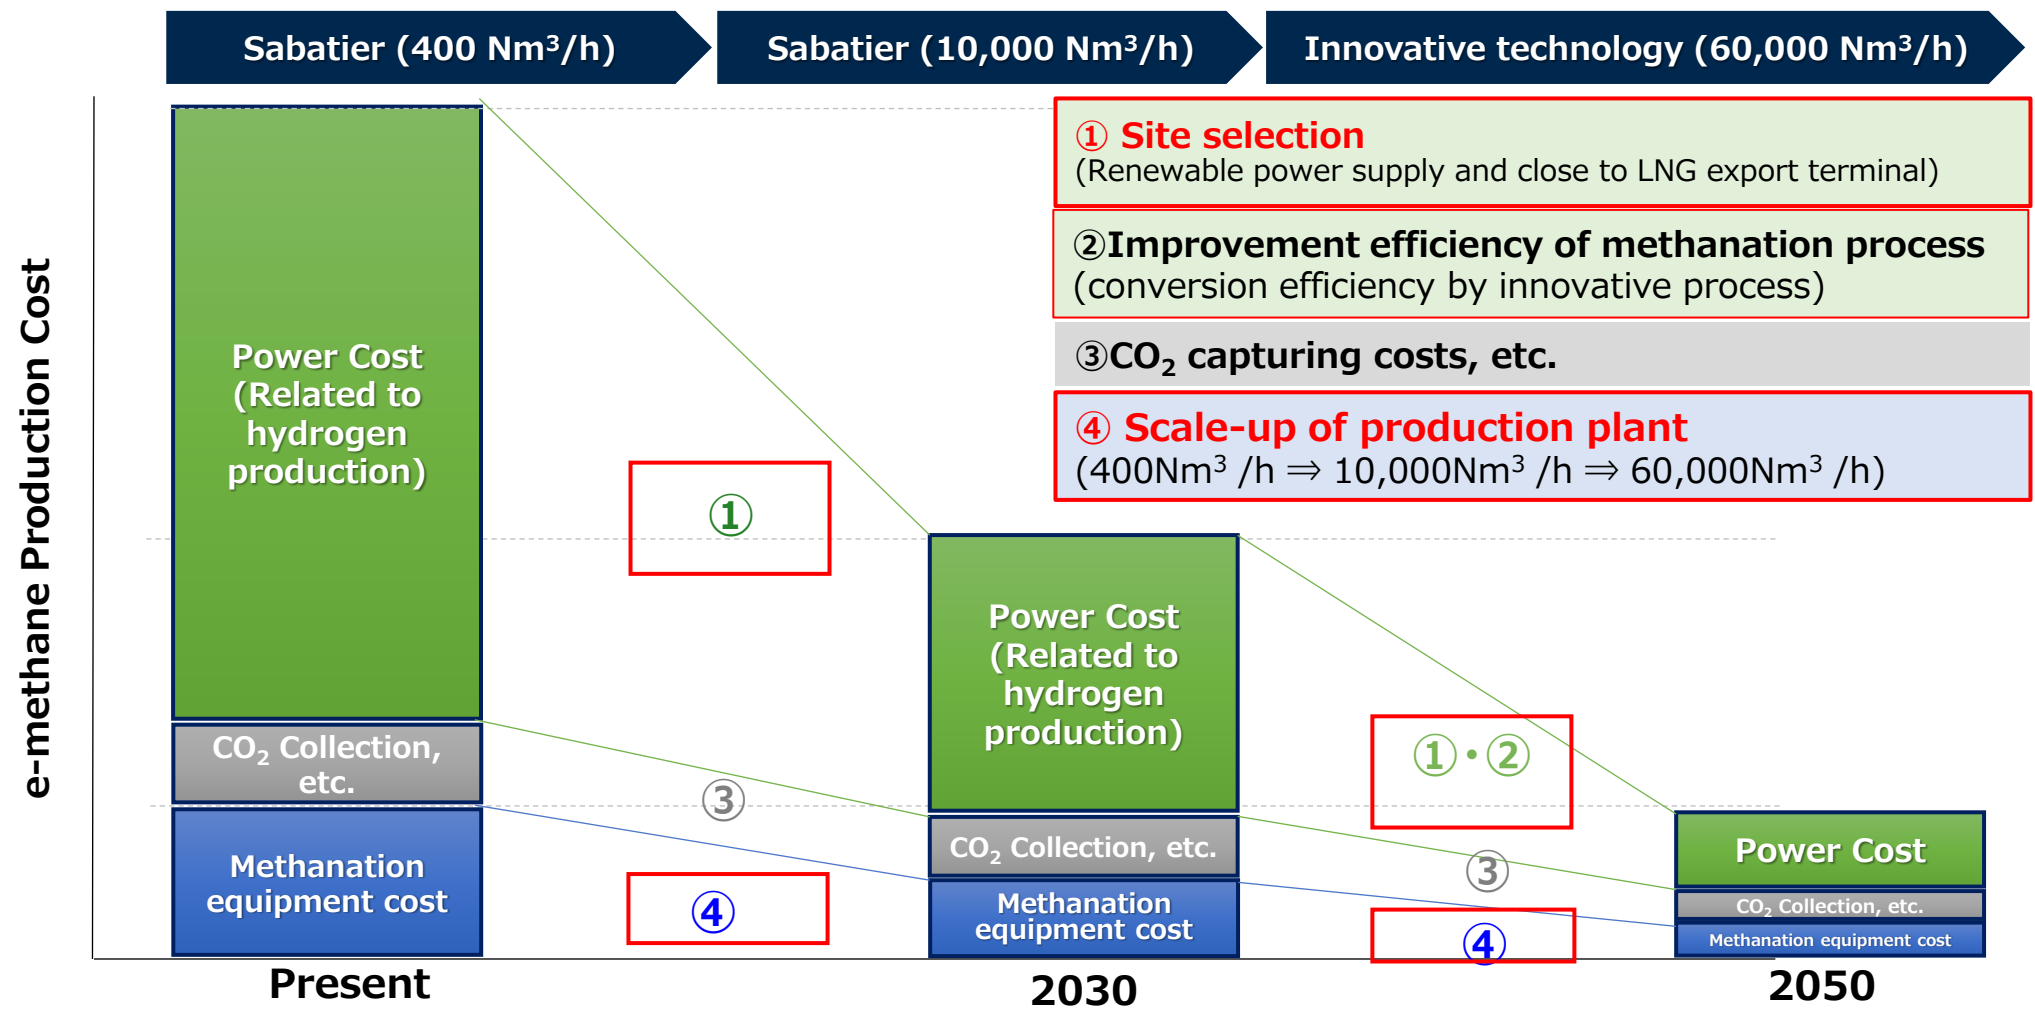 Sabatier (400 Nm³/h)
Sabatier (10,000 Nm³/h)
Innovative technology (60,000 Nm³/h)
① Site selection
(Renewable power supply and close to LNG export terminal)
②Improvement efficiency of methanation process
(conversion efficiency by innovative process)
③CO₂ capturing costs, etc.
④ Scale-up of production plant
(400Nm³ /h ⇒ 10,000Nm³ /h ⇒ 60,000Nm³ /h)
e-methane Production Cost
Power Cost
(Related to
hydrogen
production)
CO₂ Collection,
etc.
Methanation
equipment cost
①
③
④
Power Cost
(Related to
hydrogen
production)
CO₂ Collection, etc.
Methanation
equipment cost
①・②
③
④
Power Cost
CO₂ Collection, etc.
Methanation equipment cost
Present
2030
2050